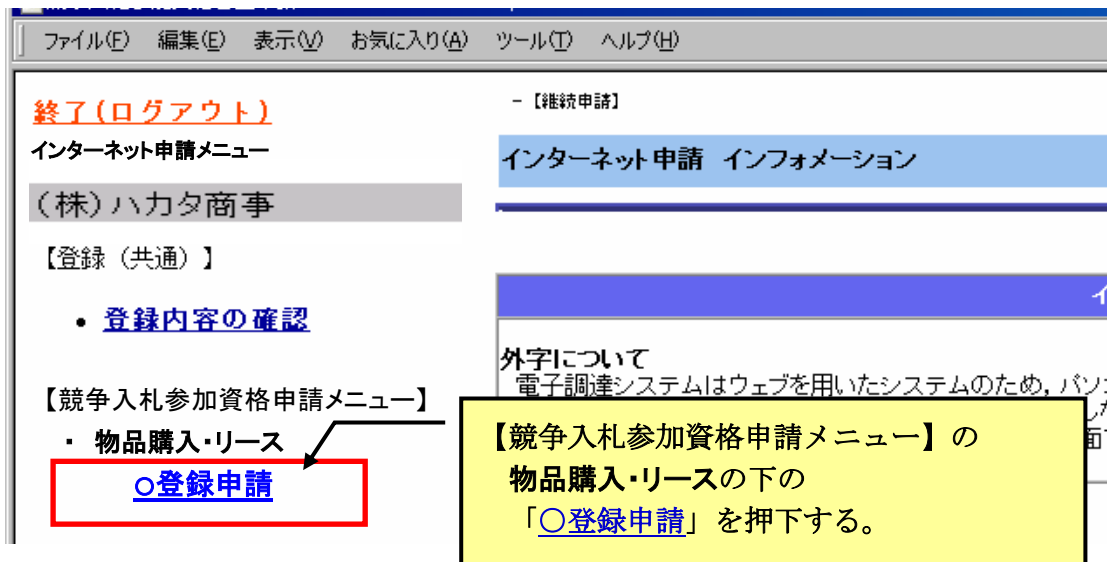 ファイル(F) 編集(E) 表示(V) お気に入り(A) ツール(T) ヘルプ(H)
終了(ログアウト)
インターネット申請メニュー
(株)ハカタ商事
【登録（共通）】
・登録内容の確認
【競争入札参加資格申請メニュー】
・ 物品購入・リース
○登録申請
－【継続申請】
インターネット申請 インフォメーション
イ
外字について
電子調達システムはウェブを用いたシステムのため，パソ
【競争入札参加資格申請メニュー】の
物品購入・リースの下の
「○登録申請」を押下する。